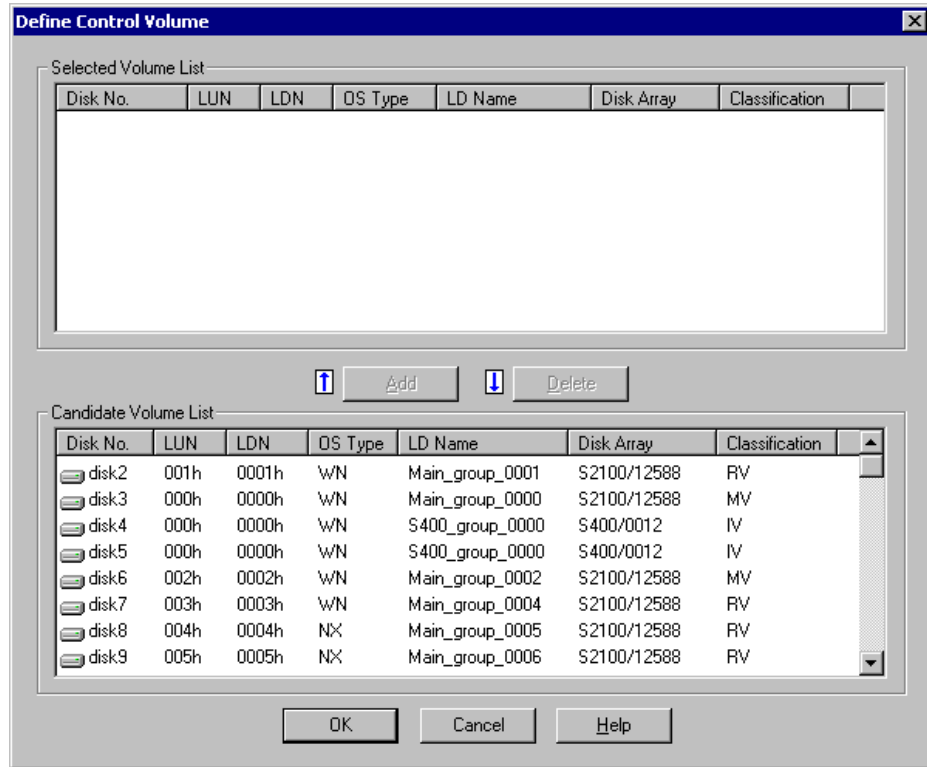 Define Control Volume
Selected Volume List
Disk No. LUN LDN OS Type LD Name Disk Array Classification
Add Delete
Candidate Volume List
Disk No. LUN LDN OS Type LD Name Disk Array Classification
disk2 001h 0001h WN Main_group_0001 S2100/12588 RV
disk3 000h 0000h WN Main_group_0000 S2100/12588 MV
disk4 000h 0000h WN S400_group_0000 S400/0012 IV
disk5 000h 0000h WN S400_group_0000 S400/0012 IV
disk6 002h 0002h WN Main_group_0002 S2100/12588 MV
disk7 003h 0003h WN Main_group_0004 S2100/12588 RV
disk8 004h 0004h NX Main_group_0005 S2100/12588 RV
disk9 005h 0005h NX Main_group_0006 S2100/12588 RV
OK Cancel Help